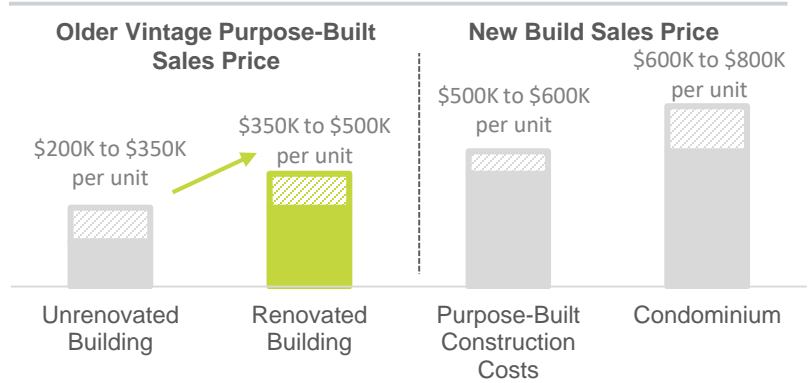 Older Vintage Purpose-Built
Sales Price
New Build Sales Price
$200K to $350K
per unit
$350K to $500K
per unit
$500K to $600K
per unit
$600K to $800K
per unit
Unrenovated
Building
Renovated
Building
Purpose-Built
Construction
Costs
Condominium